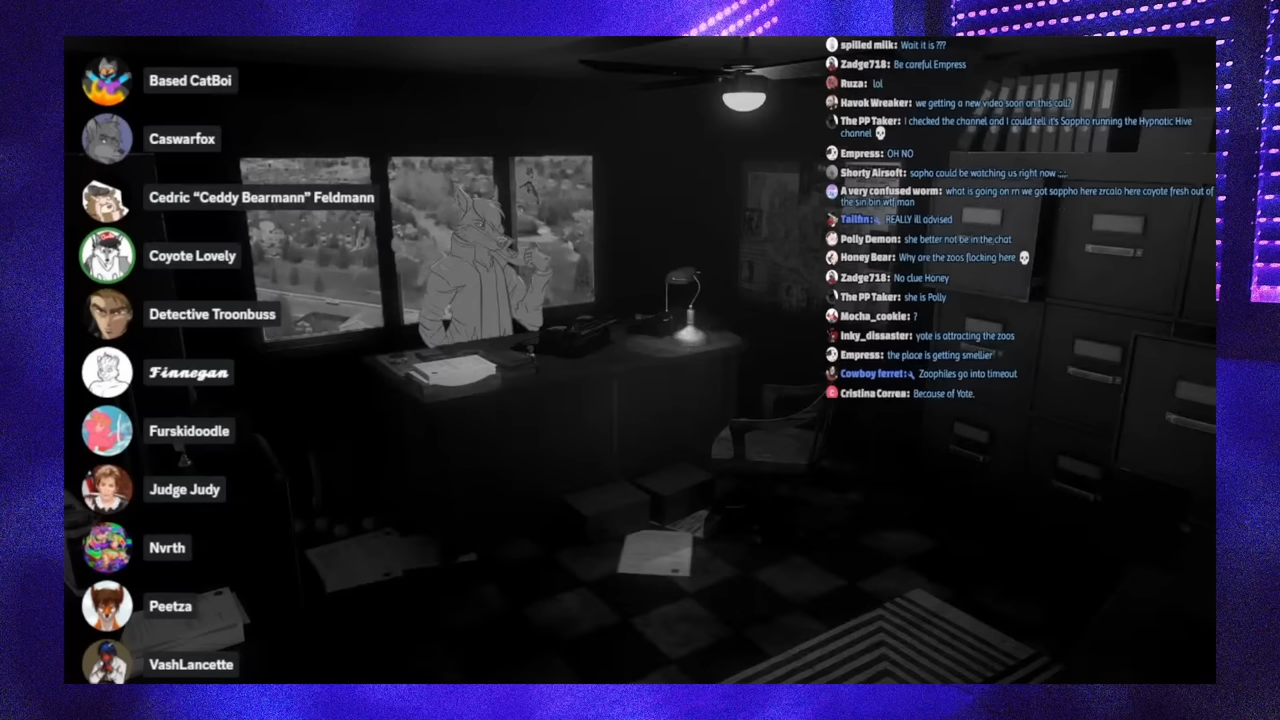 Based CatBoi
Caswarfox
Cedric “Ceddy Bearmann” Feldmann
Coyote Lovely
Detective Troonbuss
Finnegan
Furskidoodle
Judge Judy
Nvrth
Peetza
VashLancette
spilled milk: Wait it is ???
Zadge718: Be careful Empress
Ruza: lol
Havok Wreaker: we getting a new video soon on this call?
The PP Taker: I checked the channel and I could tell it's Sappho running the Hypnotic Hive
channel 💀
Empress: OH NO
Shorty Airsoft: sapho could be watching us right now ;;;
A very confused worm: what is going on rn we got sappho here zrcalo here coyote fresh out of
the sin bin wtf man
Tailfin: REALLY ill advised
Polly Demon: she better not be in the chat
Honey Bear: Why are the zoos flocking here 💀
Zadge718: No clue Honey
The PP Taker: she is Polly
Mocha_cookie: ?
Inky_dissaster: yote is attracting the zoos
Empress: the place is getting smellier
Cowboy ferret: Zoophiles go into timeout
C
Cristina Correa: Because of Yote.